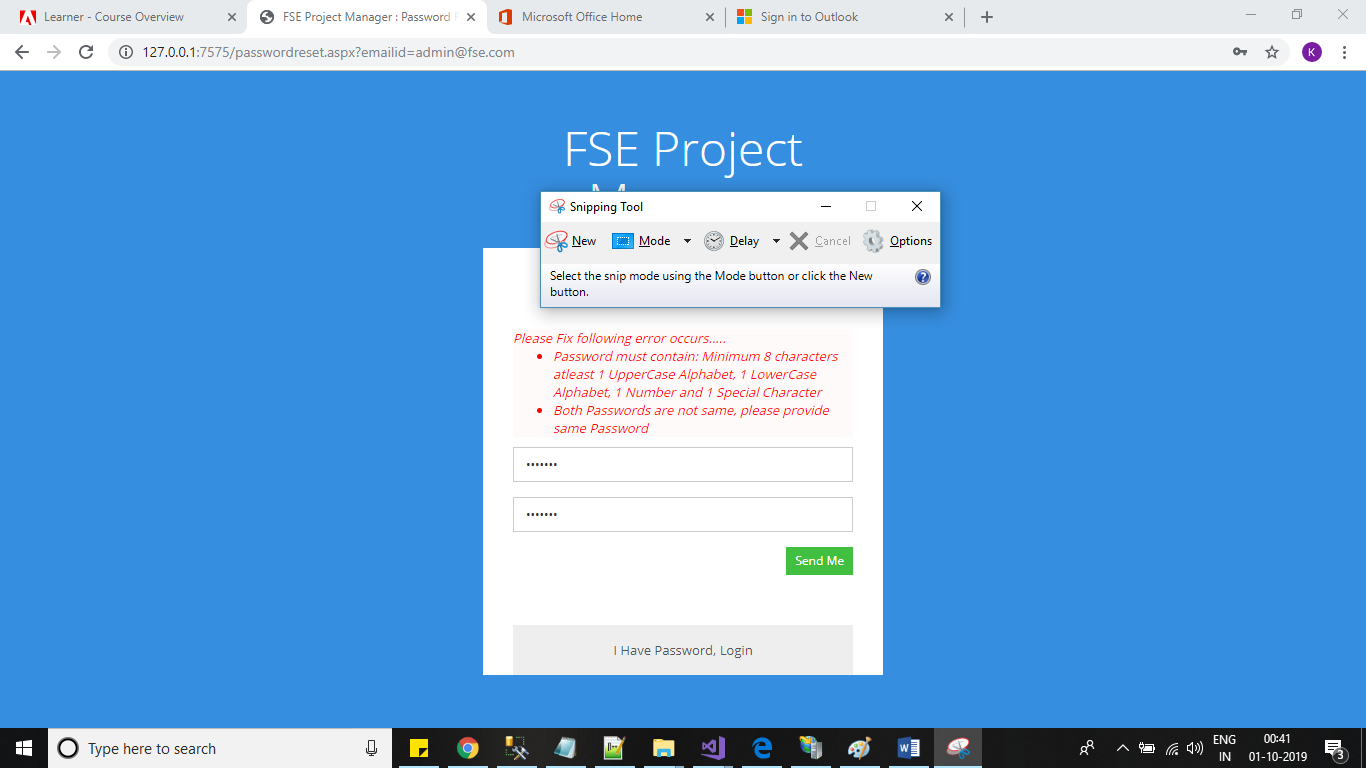 Learner - Course Overview
FSE Project Manager : Password
Microsoft Office Home
Sign in to Outlook
127.0.0.1:7575/passwordreset.aspx?emailid=admin@fse.com
K
FSE Project
Snipping Tool
New
Mode
Delay
Cancel
Options
Select the snip mode using the Mode button or click the New
button.
?
Please Fix following error occurs.....
Password must contain: Minimum 8 characters
atleast 1 UpperCase Alphabet, 1 LowerCase
Alphabet, 1 Number and 1 Special Character
Both Passwords are not same, please provide
same Password
Send Me
I Have Password, Login
Type here to search
ENG
IN
00:41
01-10-2019
3